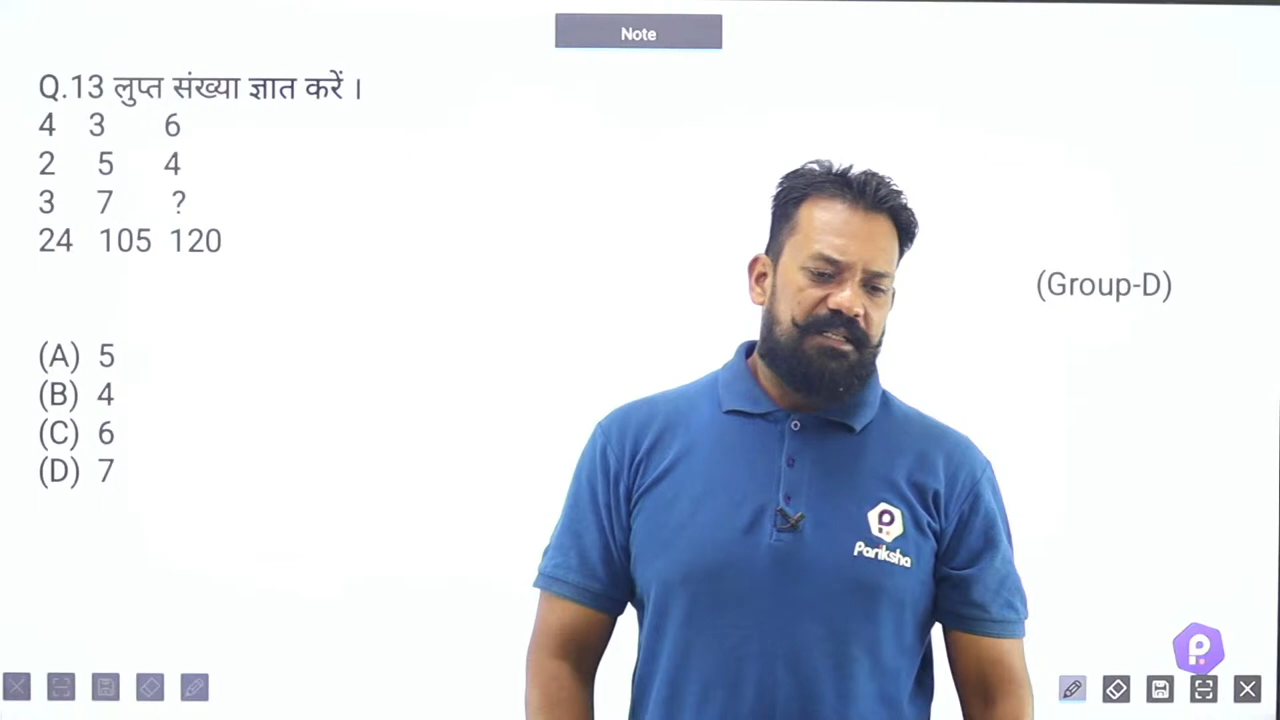 Note
Q.13 लुप्त संख्या ज्ञात करें ।
4 3 6
2 5 4
3 7 ?
24 105 120
(Group-D)
(A) 5
(B) 4
(C) 6
(D) 7
Pariksha